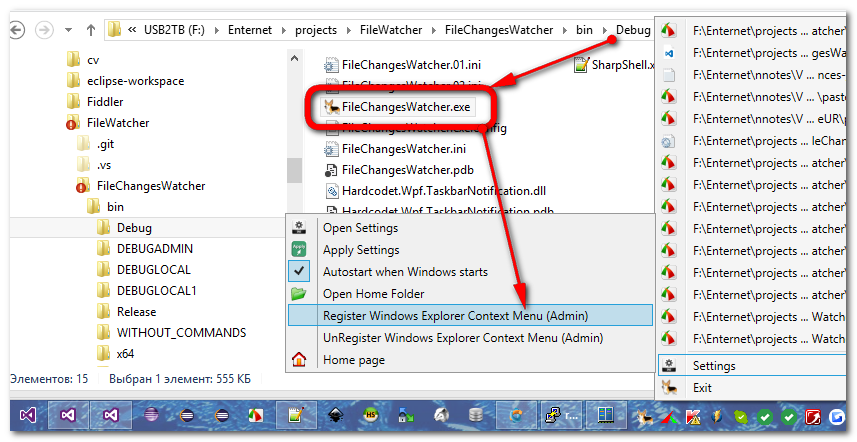 « USB2TB (F:) ▸ Enternet ▸ projects ▸ FileWatcher ▸ FileChangesWatcher ▸ bin ▸ Debug
cv
eclipse-workspace
Fiddler
FileWatcher
.git
.vs
FileChangesWatcher
bin
Debug
DEBUGADMIN
DEBUGLOCAL
DEBUGLOCAL1
Release
WITHOUT_COMMANDS
x64
FileChangesWatcher.01.ini
SharpShell.x
FileChangesWatcher.exe
FileChangesWatcher.ini
FileChangesWatcher.pdb
Hardcodet.Wpf.TaskbarNotification.dll
Hardcodet.Wpf.TaskbarNotification.pdb
Open Settings
Apply Settings
Autostart when Windows starts
Open Home Folder
Register Windows Explorer Context Menu (Admin)
UnRegister Windows Explorer Context Menu (Admin)
Home page
F:\Enternet\projects ... atcher\
F:\Enternet\projects ... gesWa
F:\Enternet\nnotes\V ... nces-
F:\Enternet\nnotes\V ... \paste
F:\Enternet\nnotes\V ... eUR\p
F:\Enternet\projects ... leChan
F:\Enternet\projects ... atcher\
F:\Enternet\projects ... atcher\
F:\Enternet\projects ... atcher\
F:\Enternet\projects ... atcher\
F:\Enternet\projects ... atcher\
F:\Enternet\projects ... atcher\
F:\Enternet\projects ... atcher\
F:\Enternet\projects ... Watch
F:\Enternet\projects ... Watch
Settings
Exit
Элементов: 15 Выбран 1 элемент: 555 КБ